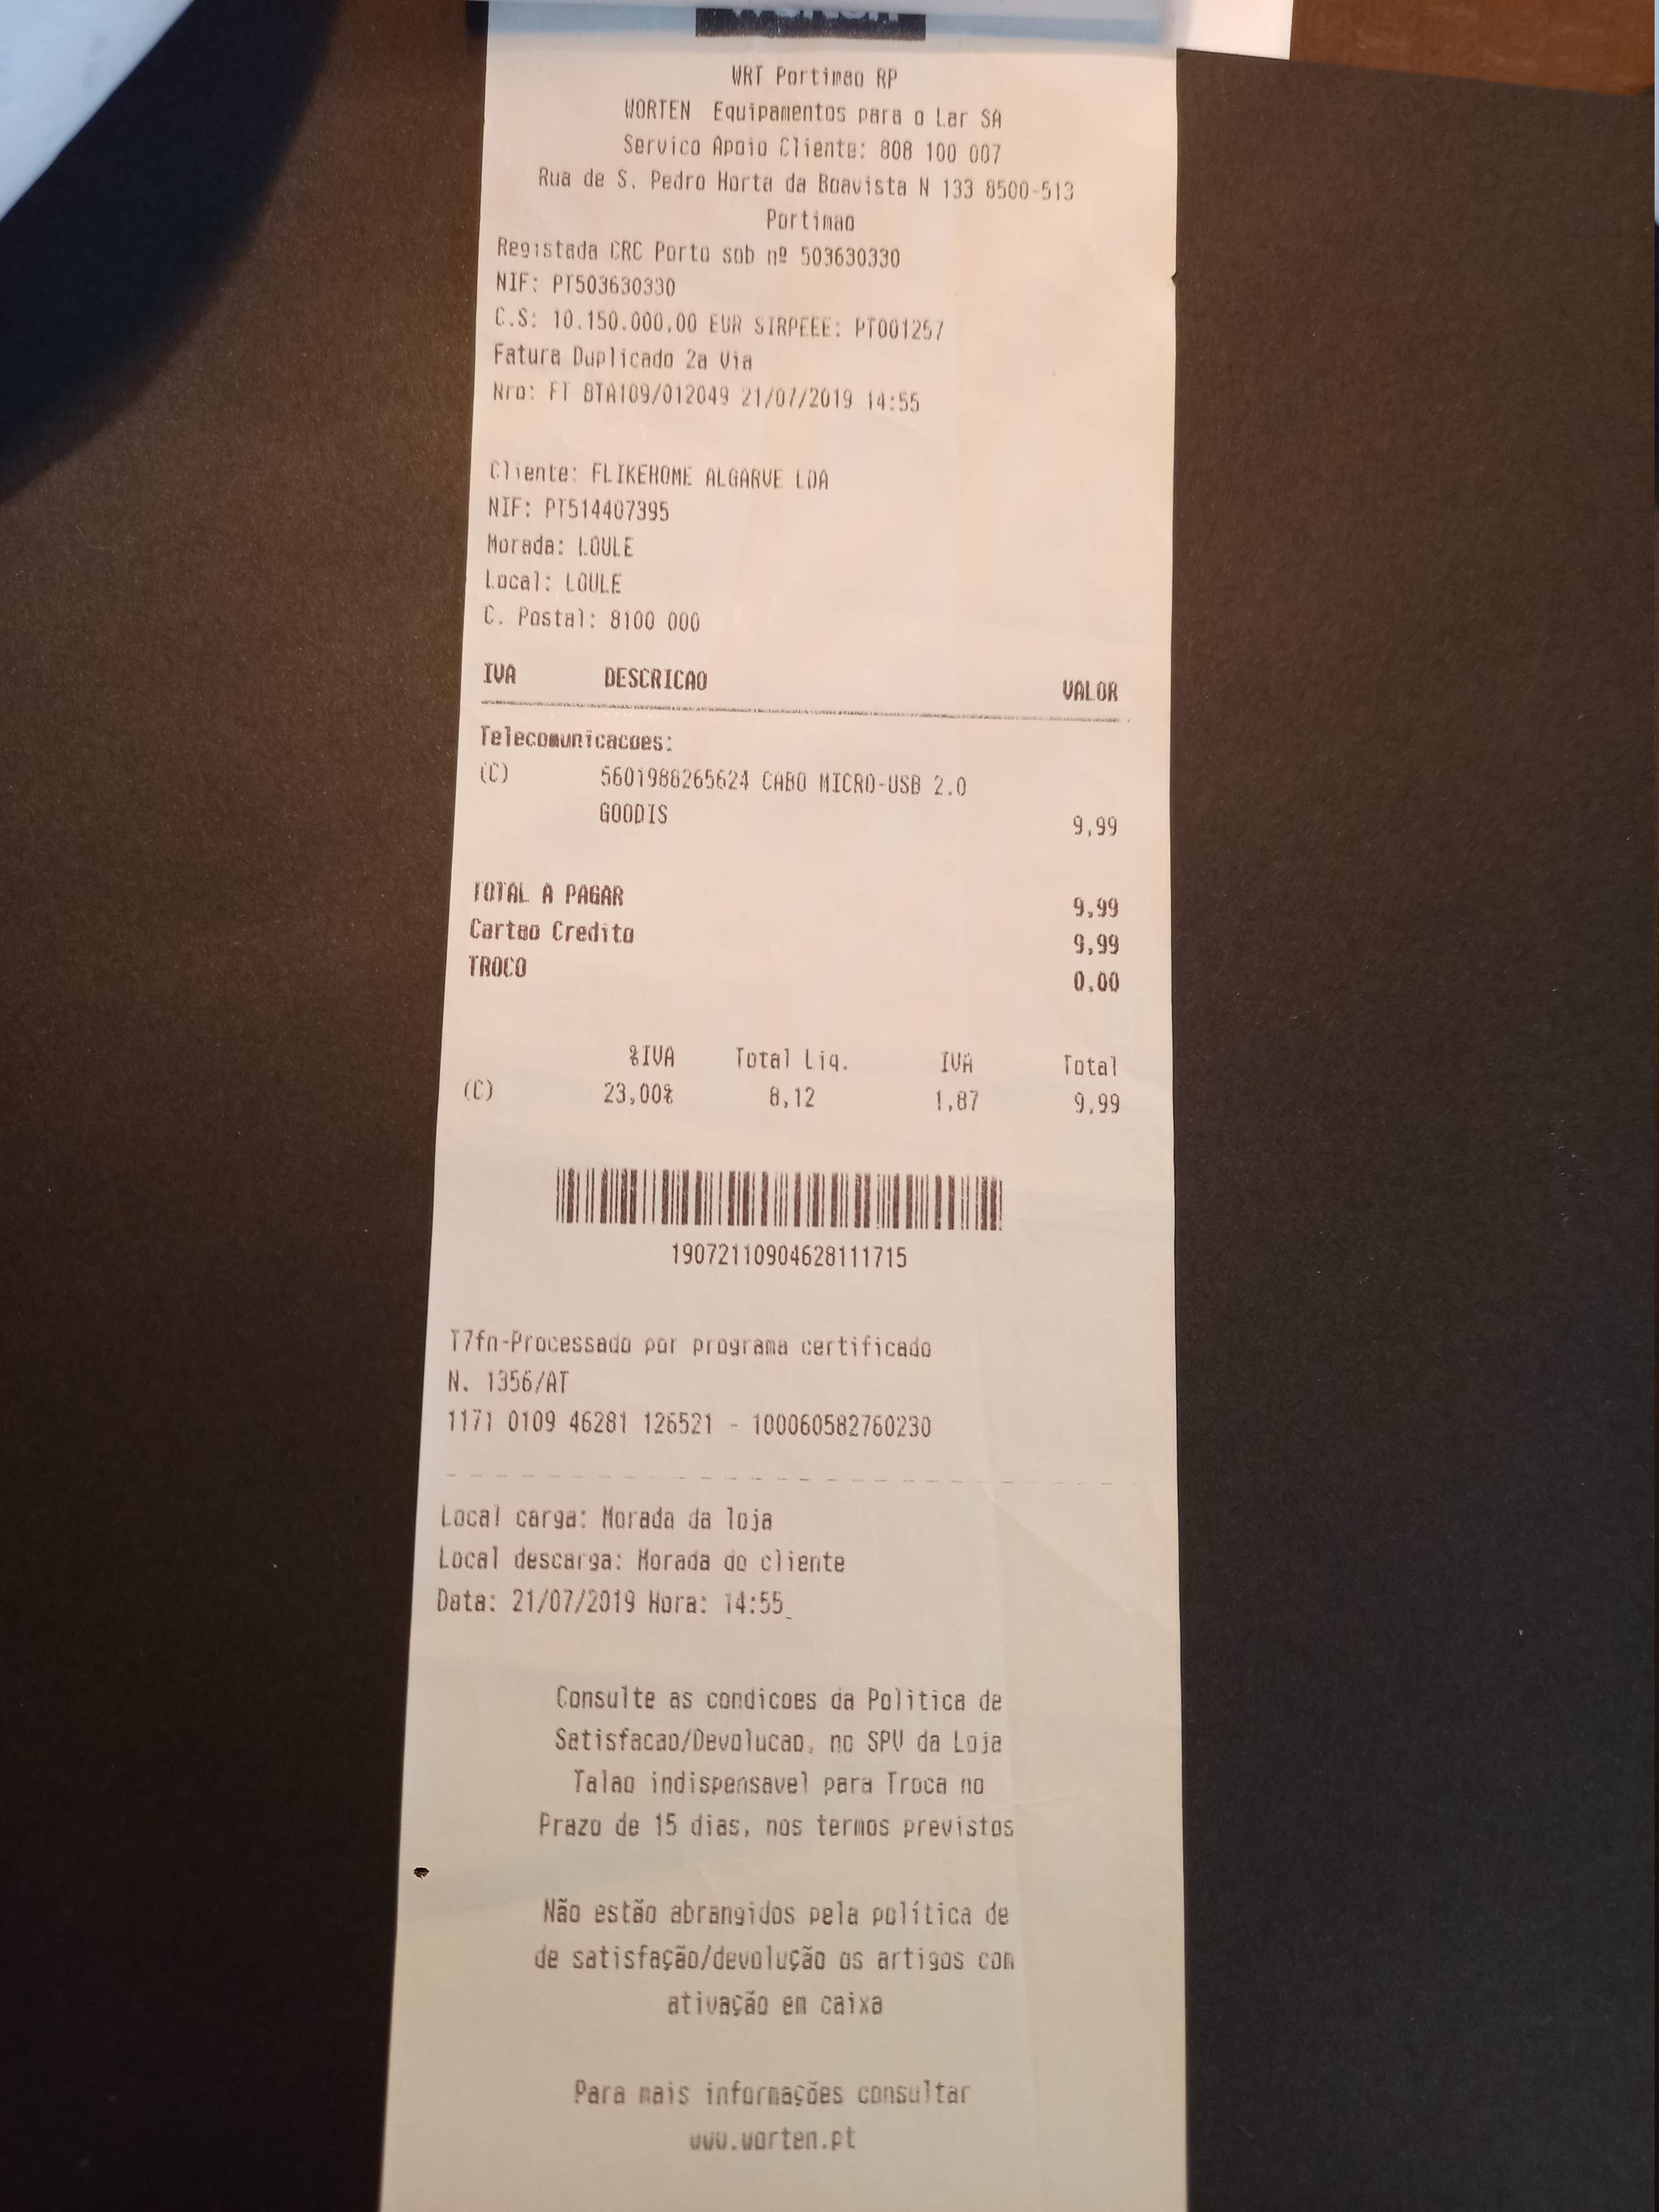 WRT Portimao RP
WORTEN Equipamentos para o Lar SA
Servico Apoio Cliente: 808 100 007
Rua de S. Pedro Horta da Boavista N 133 8500-513
Portimao
Registada CRC Porto sob nº 503630330
NIF: PT503630330
C.S: 10.150.000,00 EUR SIRPEEE: PT001257
Fatura Duplicado 2a Via
Nro: FT BTA109/012049 21/07/2019 14:55
Cliente: FLIKEHOME ALGARVE LDA
NIF: PT514407395
Morada: LOULE
Local: LOULE
C. Postal: 8100 000
IVA DESCRICAO VALOR
Telecomunicacoes:
(C) 5601988265624 CABO MICRO-USB 2.0
GOODIS 9,99
TOTAL A PAGAR 9,99
Cartao Credito 9,99
TROCO 0,00
%IVA Total Liq. IVA Total
(C) 23,00% 8,12 1,87 9,99
19072110904628111715
T7fn-Processado por programa certificado
N. 1356/AT
1171 0109 46281 126521 - 100060582760230
Local carga: Morada da loja
Local descarga: Morada do cliente
Data: 21/07/2019 Hora: 14:55
Consulte as condicoes da Politica de
Satisfacao/Devolucao, no SPV da Loja
Talao indispensavel para Troca no
Prazo de 15 dias, nos termos previstos
Não estão abrangidos pela política de
de satisfação/devolução os artigos com
ativação em caixa
Para mais informações consultar
www.worten.pt